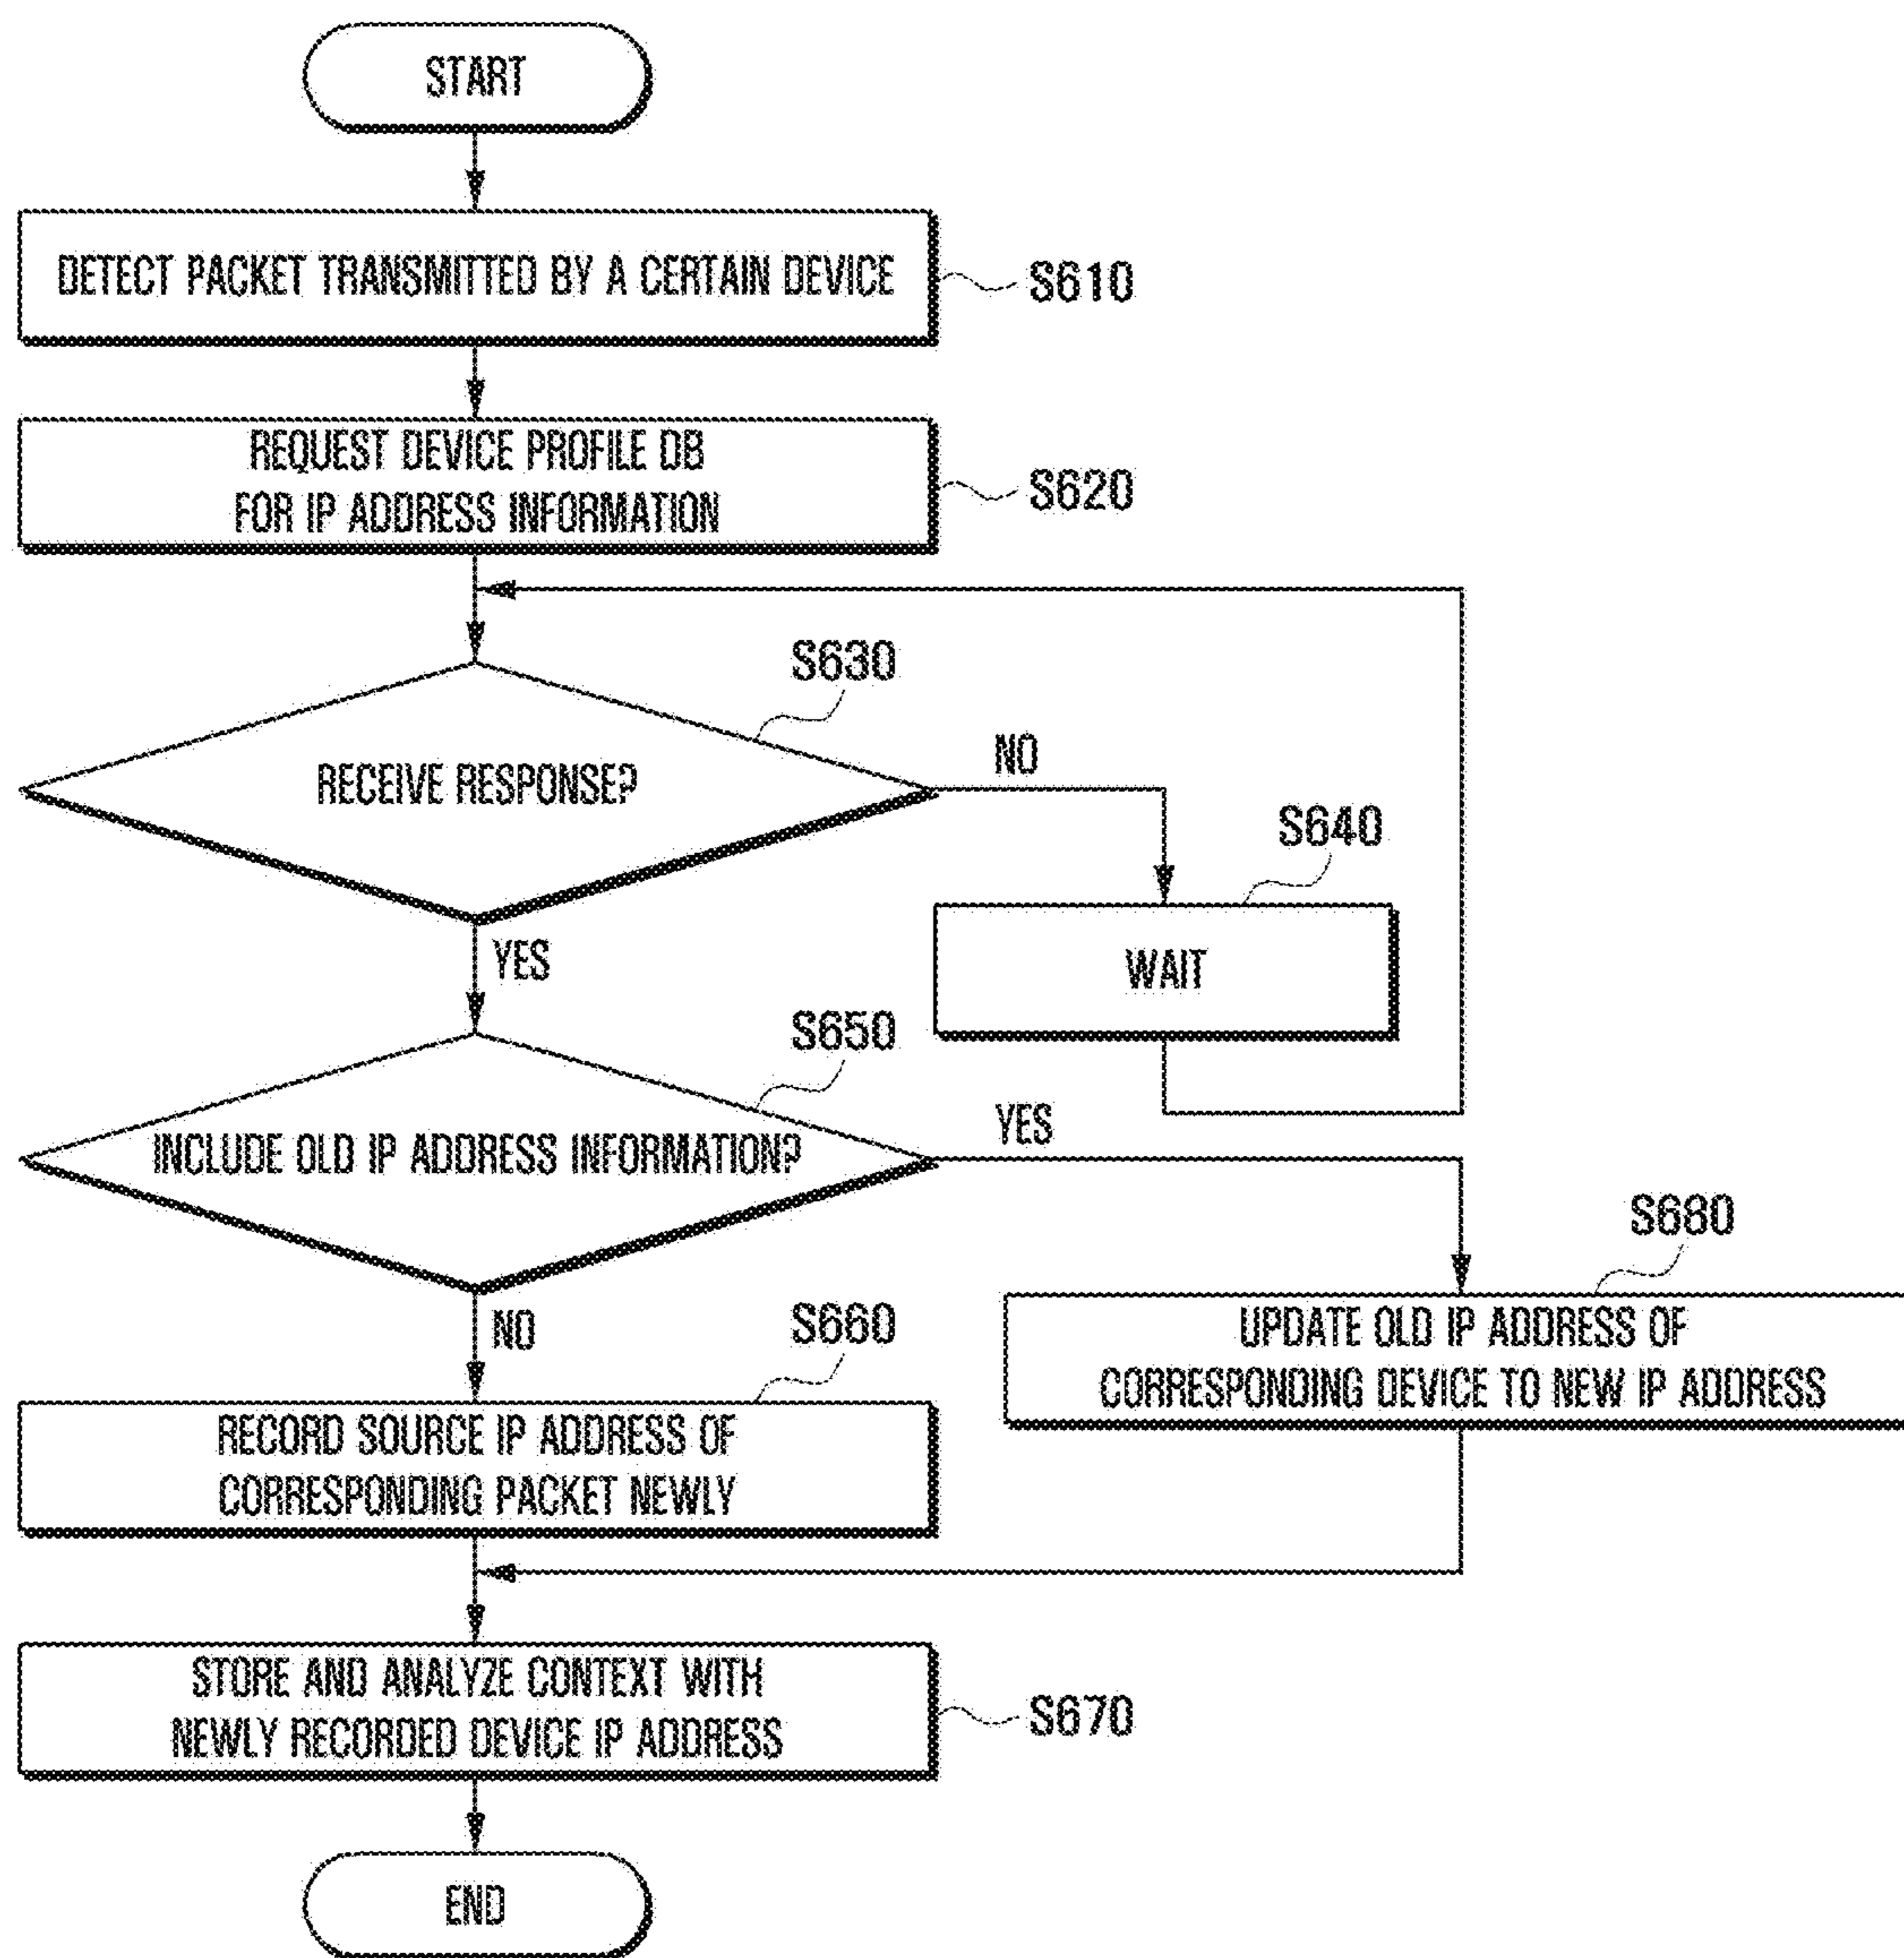 START
DETECT PACKET TRANSMITTED BY A CERTAIN DEVICE
S610
REQUEST DEVICE PROFILE DB
FOR IP ADDRESS INFORMATION
S620
S630
RECEIVE RESPONSE?
NO
S640
WAIT
YES
S650
INCLUDE OLD IP ADDRESS INFORMATION?
YES
S680
UPDATE OLD IP ADDRESS OF
CORRESPONDING DEVICE TO NEW IP ADDRESS
NO
S660
RECORD SOURCE IP ADDRESS OF
CORRESPONDING PACKET NEWLY
STORE AND ANALYZE CONTEXT WITH
NEWLY RECORDED DEVICE IP ADDRESS
S670
END